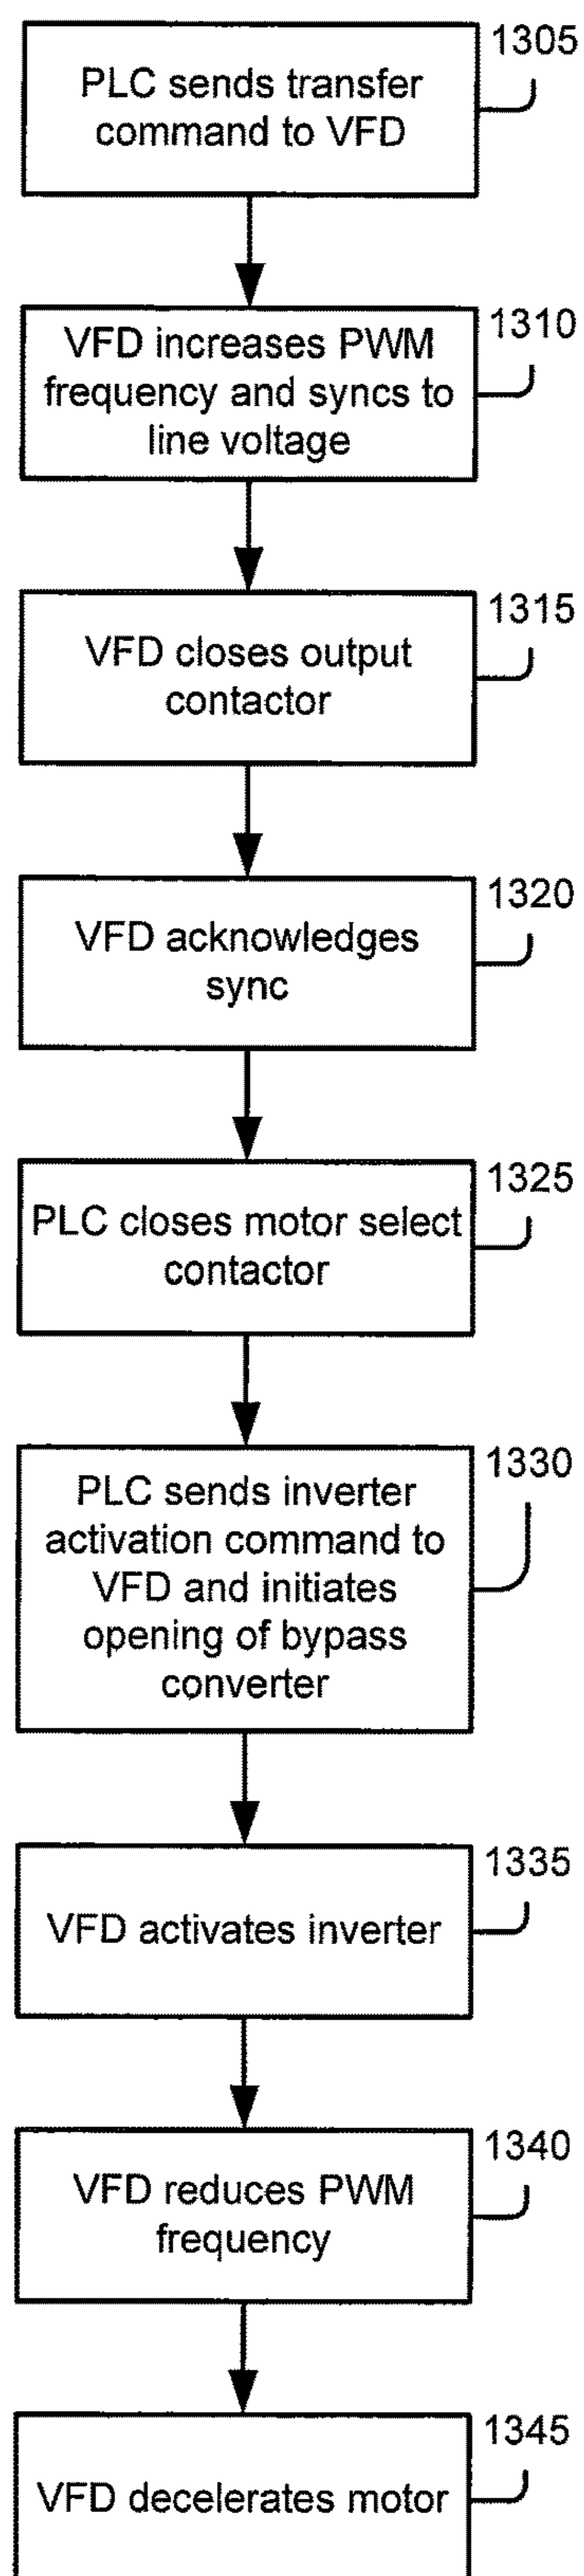 1305
PLC sends transfer
command to VFD
1310
VFD increases PWM
frequency and syncs to
line voltage
1315
VFD closes output
contactor
1320
VFD acknowledges
sync
1325
PLC closes motor select
contactor
1330
PLC sends inverter
activation command to
VFD and initiates
opening of bypass
converter
1335
VFD activates inverter
1340
VFD reduces PWM
frequency
1345
VFD decelerates motor